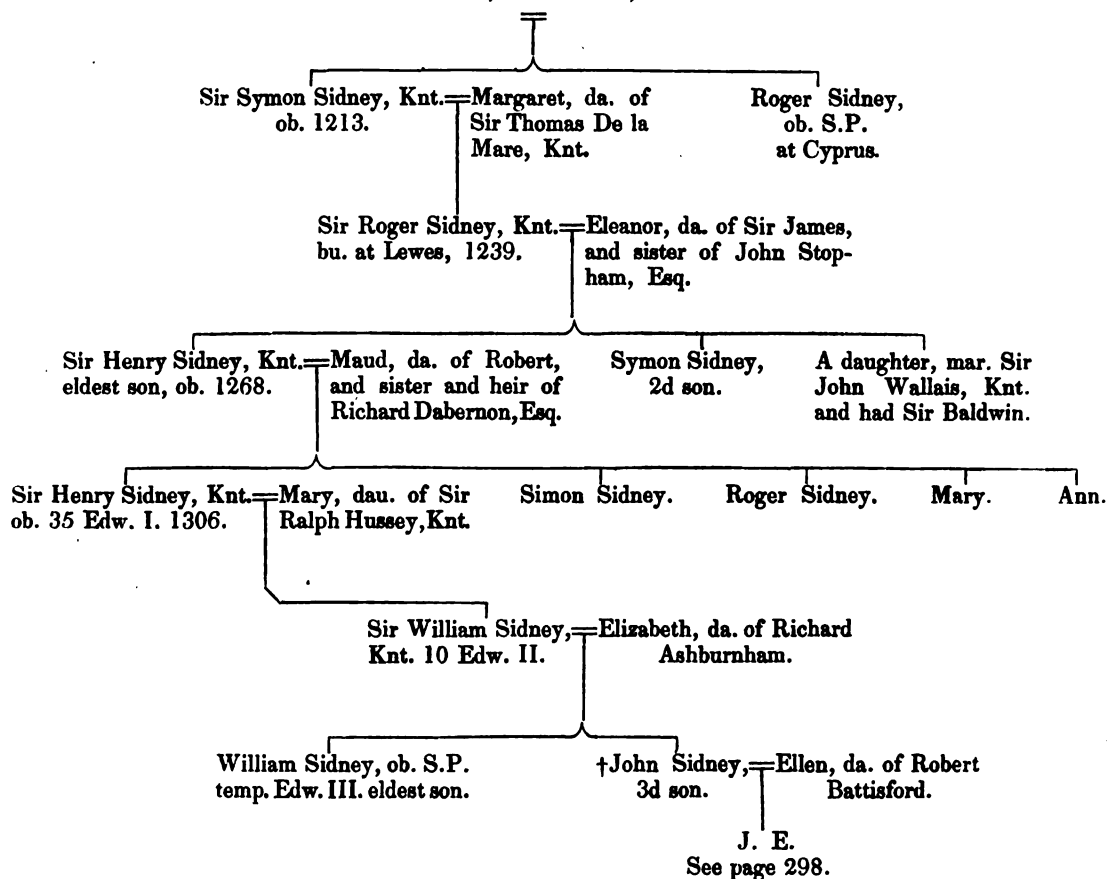 Sir Symon Sidney, Knt.
ob. 1213.
Margaret, da. of
Sir Thomas De la
Mare, Knt.
Roger Sidney,
ob. S.P.
at Cyprus.
Sir Roger Sidney, Knt.
bu. at Lewes, 1239.
Eleanor, da. of Sir James,
and sister of John Stop-
ham, Esq.
Sir Henry Sidney, Knt.
eldest son, ob. 1268.
Maud, da. of Robert,
and sister and heir of
Richard Dabernon, Esq.
Symon Sidney,
2d son.
A daughter, mar. Sir
John Wallais, Knt.
and had Sir Baldwin.
Sir Henry Sidney, Knt.
ob. 35 Edw. I. 1306.
Mary, dau. of Sir
Ralph Hussey, Knt.
Simon Sidney.
Roger Sidney.
Mary.
Ann.
Sir William Sidney,
Knt. 10 Edw. II.
Elizabeth, da. of Richard
Ashburnham.
William Sidney, ob. S.P.
temp. Edw. III. eldest son.
†John Sidney,
3d son.
Ellen, da. of Robert
Battisford.
J. E.
See page 298.